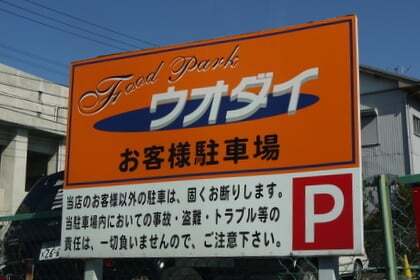 Food Park
ウオダイ
お客様駐車場
当店のお客様以外の駐車は、固くお断りします。
当駐車場内においての事故・盗難・トラブル等の
責任は、一切負いませんので、ご注意下さい。
P